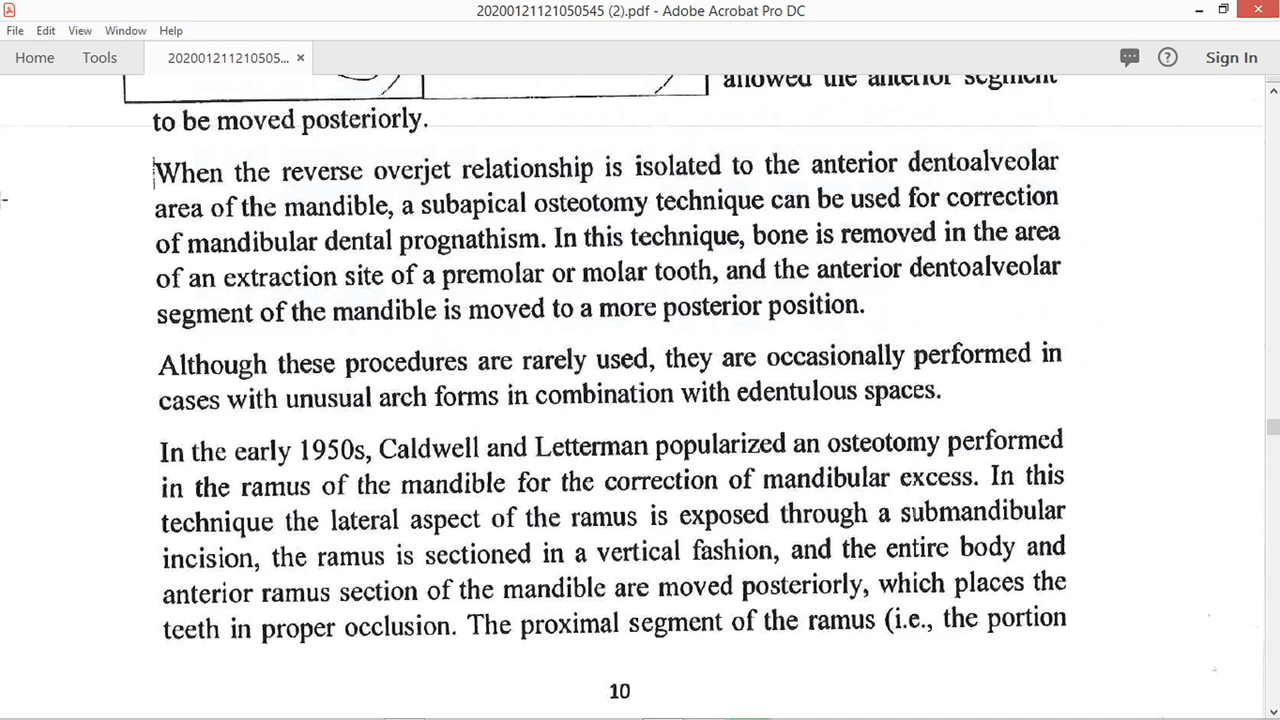 202001211210505​45 (2).pdf - Adobe Acrobat Pro DC
File Edit View Window Help
Home Tools 202001211210505... × Sign In
allowed the anterior segment
to be moved posteriorly.
When the reverse overjet relationship is isolated to the anterior dentoalveolar
area of the mandible, a subapical osteotomy technique can be used for correction
of mandibular dental prognathism. In this technique, bone is removed in the area
of an extraction site of a premolar or molar tooth, and the anterior dentoalveolar
segment of the mandible is moved to a more posterior position.
Although these procedures are rarely used, they are occasionally performed in
cases with unusual arch forms in combination with edentulous spaces.
In the early 1950s, Caldwell and Letterman popularized an osteotomy performed
in the ramus of the mandible for the correction of mandibular excess. In this
technique the lateral aspect of the ramus is exposed through a submandibular
incision, the ramus is sectioned in a vertical fashion, and the entire body and
anterior ramus section of the mandible are moved posteriorly, which places the
teeth in proper occlusion. The proximal segment of the ramus (i.e., the portion
10